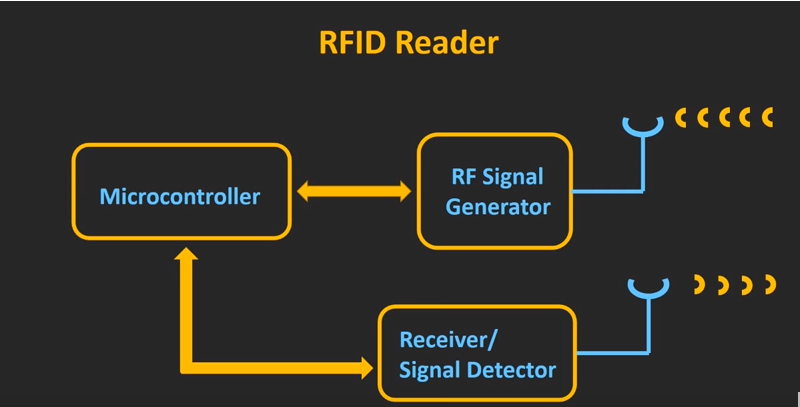 RFID Reader
Microcontroller
RF Signal
Generator
Receiver/
Signal Detector